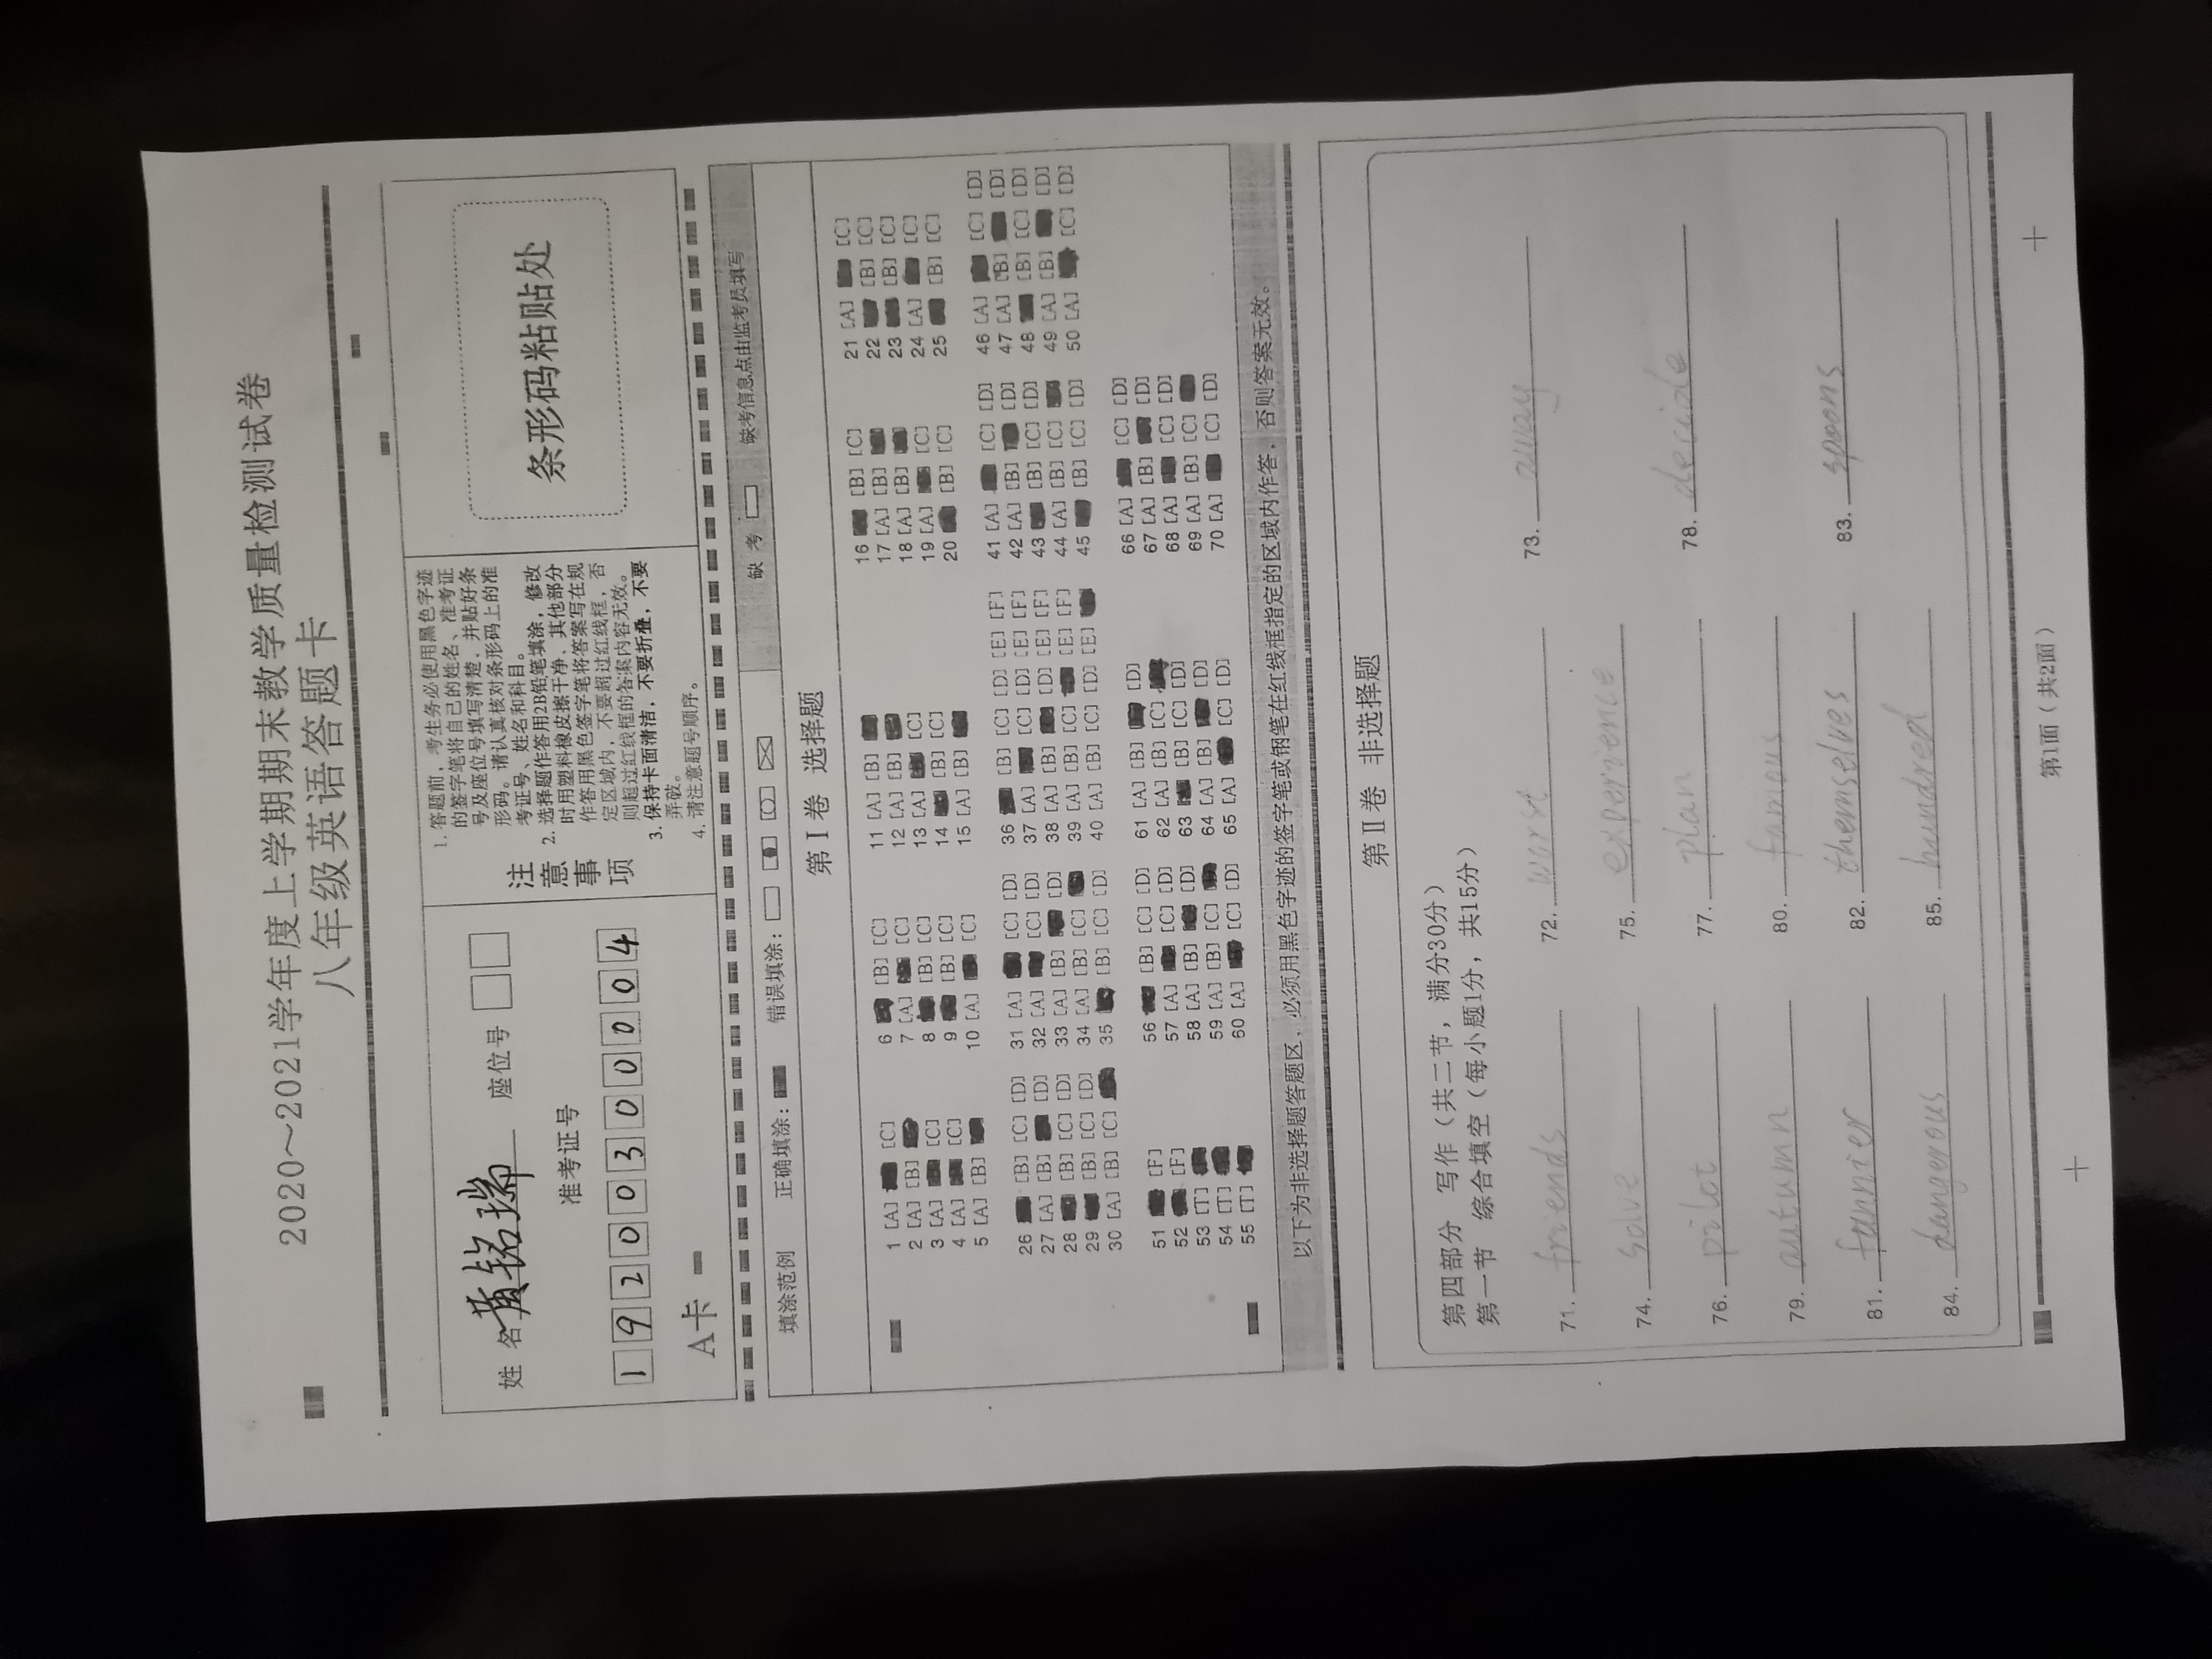 2020～2021学年度上学期期末教学质量检测试卷
八年级英语答题卡
姓 名 黄铭瑞 座位号
准考证号
1 9 2 0 0 3 0 0 0 0 4
A卡
注意事项
1. 答题前，考生务必使用黑色字迹
的签字笔将自己的姓名、准考证
号及座位号填写清楚，并贴好条
形码。请认真核对条形码上的准
考证号、姓名和科目。
2. 选择题作答用2B铅笔填涂，修改
时用塑料橡皮擦干净，其他部分
作答用黑色签字笔将答案写在规
定区域内，不要超过红线框，否
则超过红线框的答案内容无效。
3. 保持卡面清洁，不要折叠，不要
弄破。
4. 请注意题号顺序。
条形码粘贴处
填涂范例 正确填涂： 错误填涂： 缺 考 缺考信息点由监考员填写
第Ⅰ卷 选择题
1 [A] [C] 6 [B] [C] 11 [A] [B] 16 [B] [C] 21 [A] [C]
2 [A] [B] 7 [A] [C] 12 [A] [B] 17 [A] [B] 22 [B] [C]
3 [A] [C] 8 [B] [C] 13 [A] [C] 18 [A] [B] 23 [B] [C]
4 [A] [C] 9 [B] [C] 14 [B] [C] 19 [A] [C] 24 [A] [C]
5 [A] [B] 10 [A] [C] 15 [A] [B] 20 [B] [C] 25 [B] [C]
26 [B] [C] [D] 31 [A] [C] [D] 36 [B] [C] [D] [E] [F] 41 [A] [C] [D] 46 [A] [C] [D]
27 [A] [B] [D] 32 [A] [C] [D] 37 [A] [C] [D] [E] [F] 42 [A] [B] [D] 47 [A] [B] [D]
28 [B] [C] [D] 33 [A] [B] [D] 38 [A] [B] [D] [E] [F] 43 [B] [C] [D] 48 [B] [C] [D]
29 [B] [C] [D] 34 [A] [B] [C] 39 [A] [B] [C] [E] [F] 44 [A] [B] [C] 49 [A] [B] [D]
30 [A] [B] [C] 35 [B] [C] [D] 40 [A] [B] [C] [D] [E] 45 [B] [C] [D] 50 [A] [C] [D]
51 [F] 56 [B] [C] [D] 61 [A] [B] [D] 66 [A] [C] [D]
52 [F] 57 [A] [C] [D] 62 [A] [B] [C] 67 [A] [B] [D]
53 [T] 58 [A] [B] [D] 63 [B] [C] [D] 68 [A] [C] [D]
54 [T] 59 [A] [B] [C] 64 [A] [B] [D] 69 [A] [B] [C]
55 [T] 60 [A] [C] [D] 65 [A] [C] [D] 70 [A] [C] [D]
以下为非选择题答题区，必须用黑色字迹的签字笔或钢笔在红线框指定的区域内作答，否则答案无效。
第Ⅱ卷 非选择题
第四部分 写作（共二节，满分30分）
第一节 综合填空（每小题1分，共15分）
71. friends 72. worst 73. away
74. solve 75. experience
76. pilot 77. plan 78. decide
79. autumn 80. famous
81. funnier 82. themselves 83. spoons
84. dangerous 85. hundred
第1面（共2面）